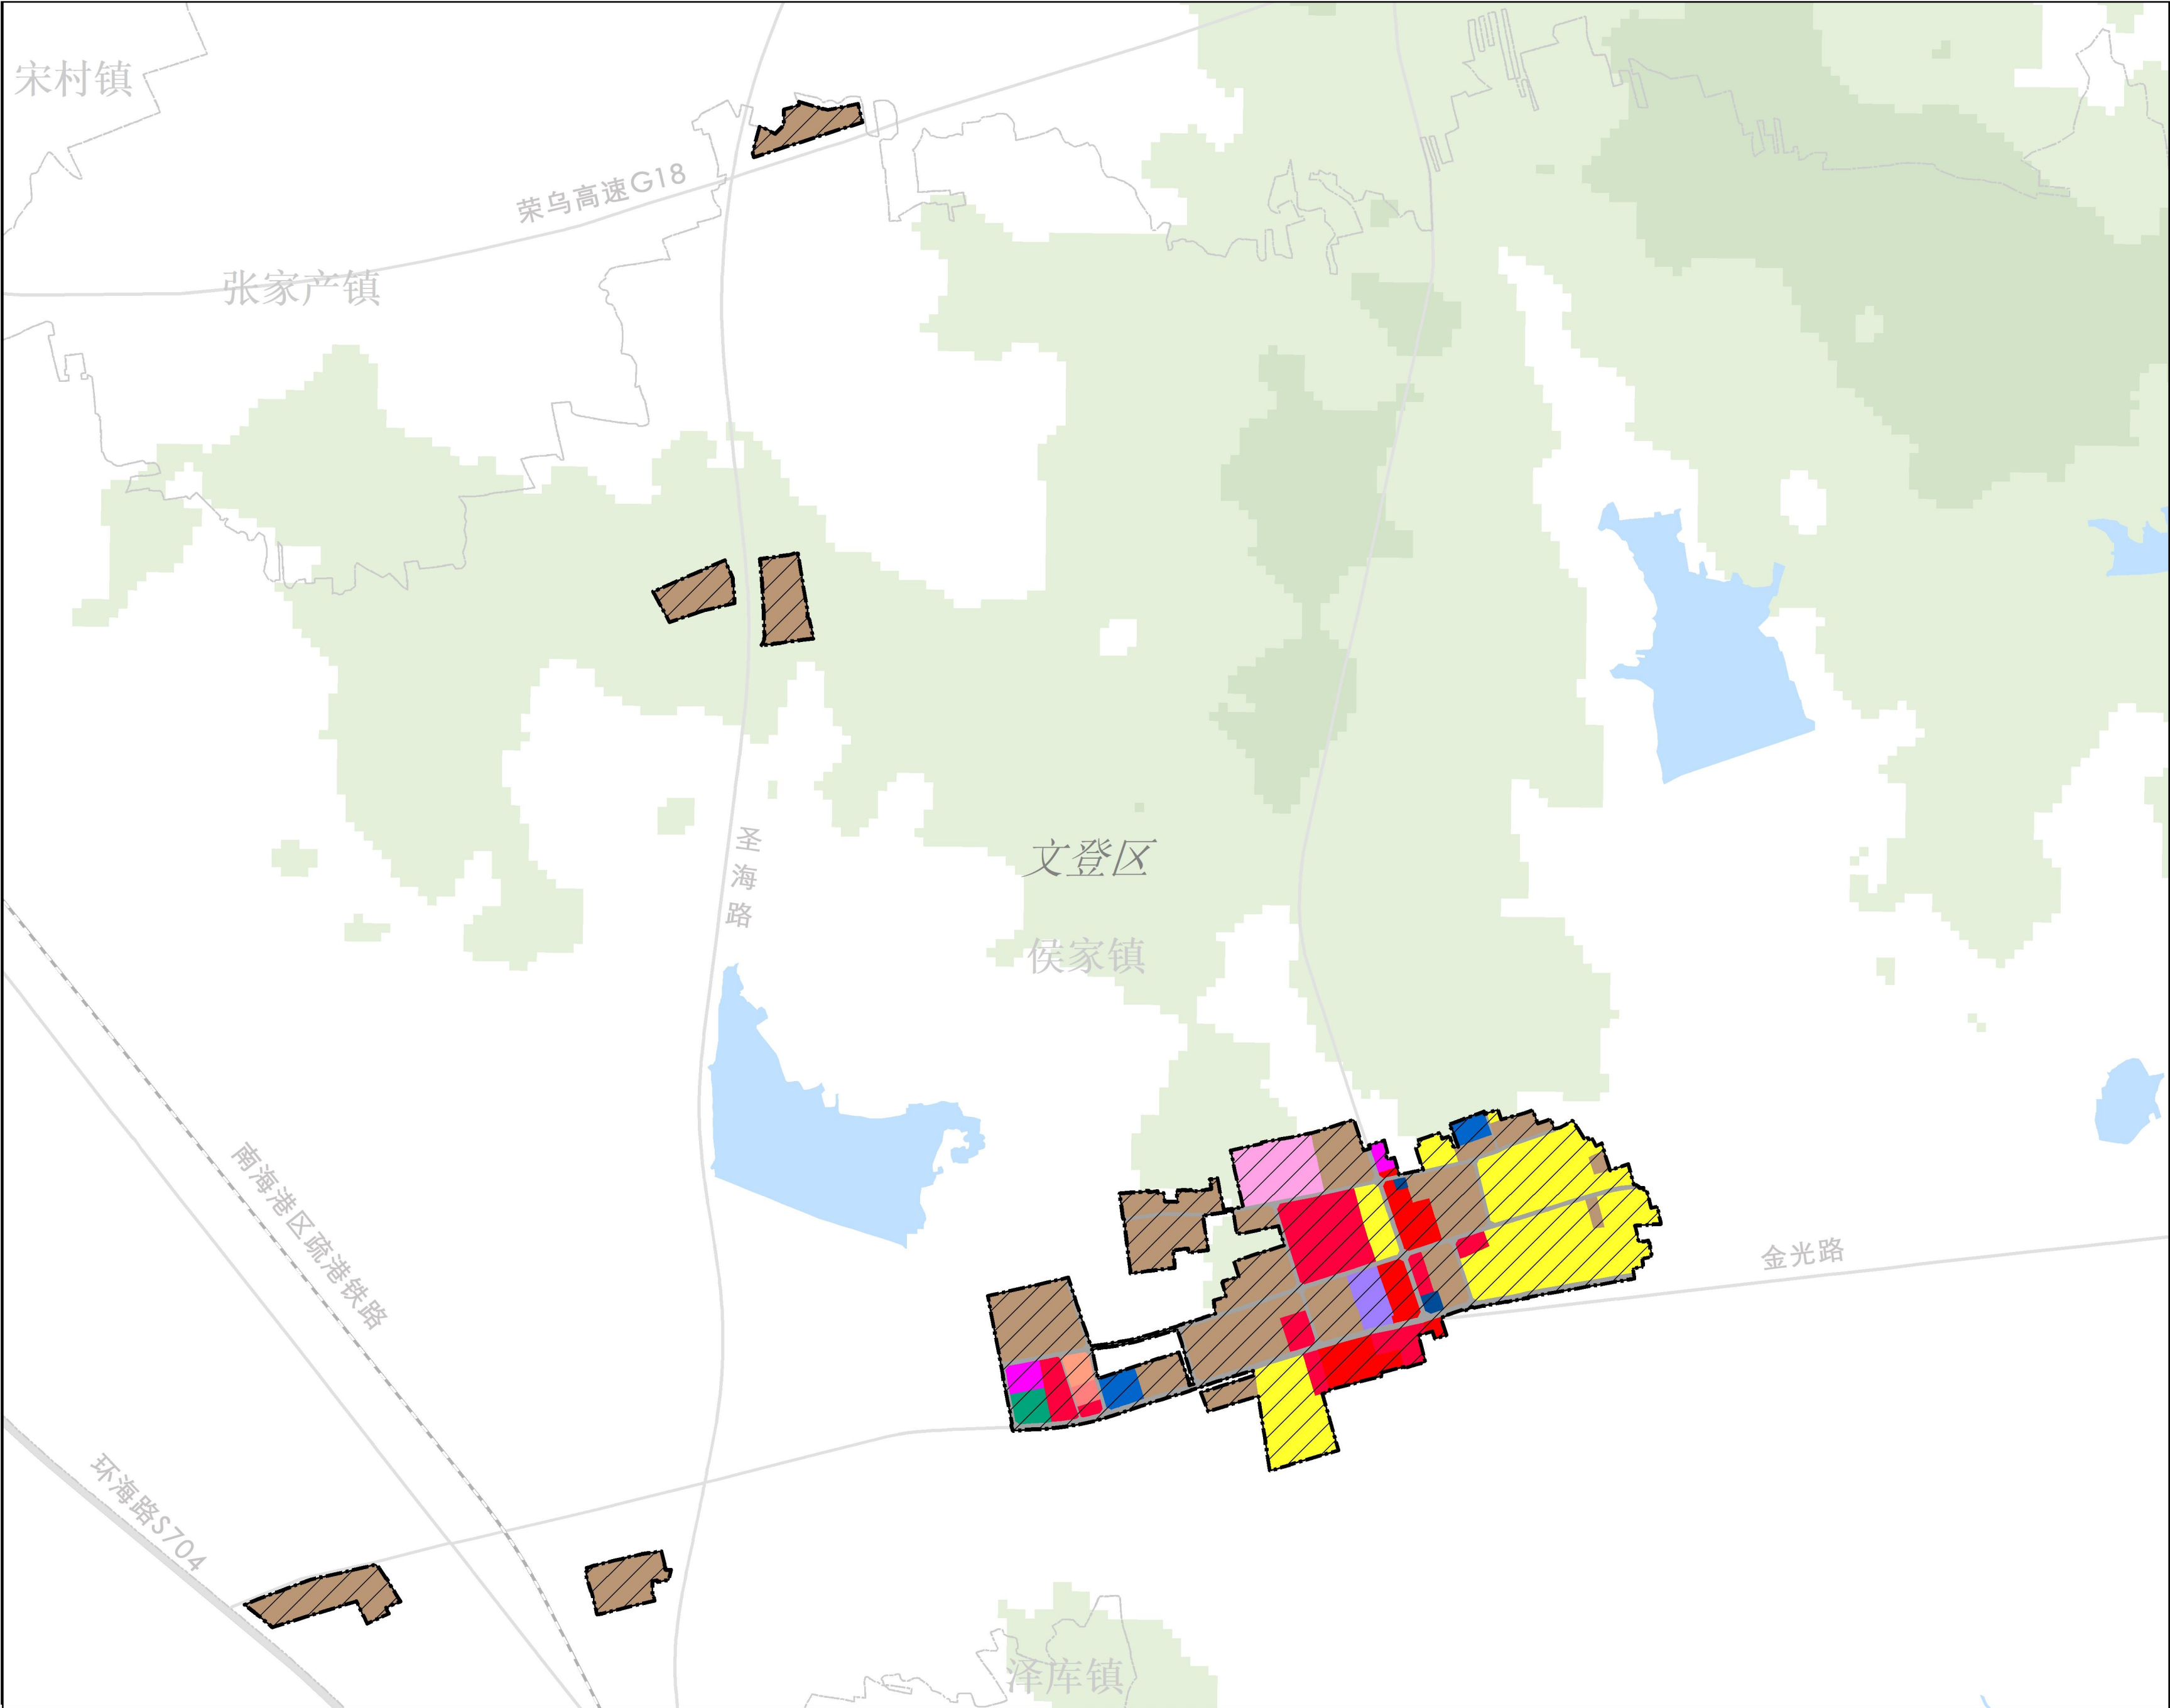 宋村镇
荣乌高速G18
张家产镇
圣海路
文登区
侯家镇
南海港区疏港铁路
金光路
环海路S704
泽库镇